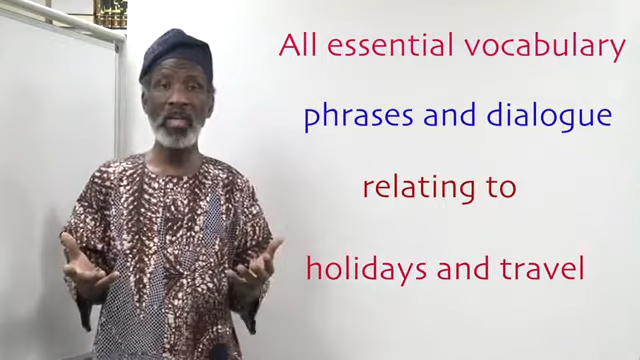 All essential vocabulary
phrases and dialogue
relating to
holidays and travel